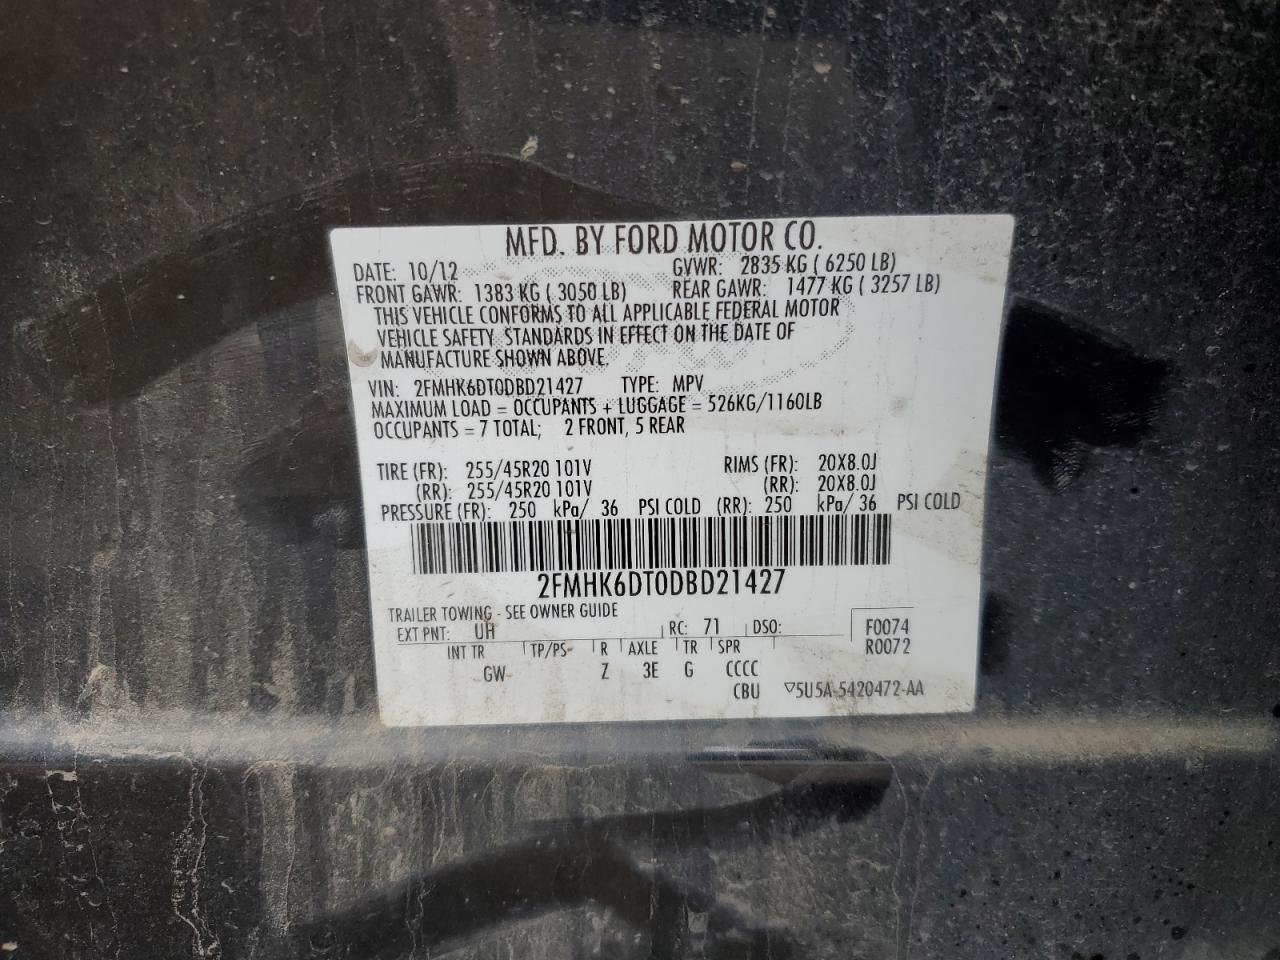 MFD. BY FORD MOTOR CO.
DATE: 10/12 GVWR: 2835 KG ( 6250 LB)
FRONT GAWR: 1383 KG ( 3050 LB) REAR GAWR: 1477 KG ( 3257 LB)
THIS VEHICLE CONFORMS TO ALL APPLICABLE FEDERAL MOTOR
VEHICLE SAFETY STANDARDS IN EFFECT ON THE DATE OF
MANUFACTURE SHOWN ABOVE.
VIN: 2FMHK6DT0DBD21427 TYPE: MPV
MAXIMUM LOAD = OCCUPANTS + LUGGAGE = 526KG/1160LB
OCCUPANTS = 7 TOTAL; 2 FRONT, 5 REAR
TIRE (FR): 255/45R20 101V RIMS (FR): 20X8.0J
(RR): 255/45R20 101V (RR): 20X8.0J
PRESSURE (FR): 250 kPa/ 36 PSI COLD (RR): 250 kPa/ 36 PSI COLD
2FMHK6DT0DBD21427
TRAILER TOWING - SEE OWNER GUIDE
EXT PNT: UH RC: 71 DSO: F0074
R0072
INT TR TP/PS R AXLE TR SPR
GW Z 3E G CCCC
CBU ▽5U5A-5420472-AA